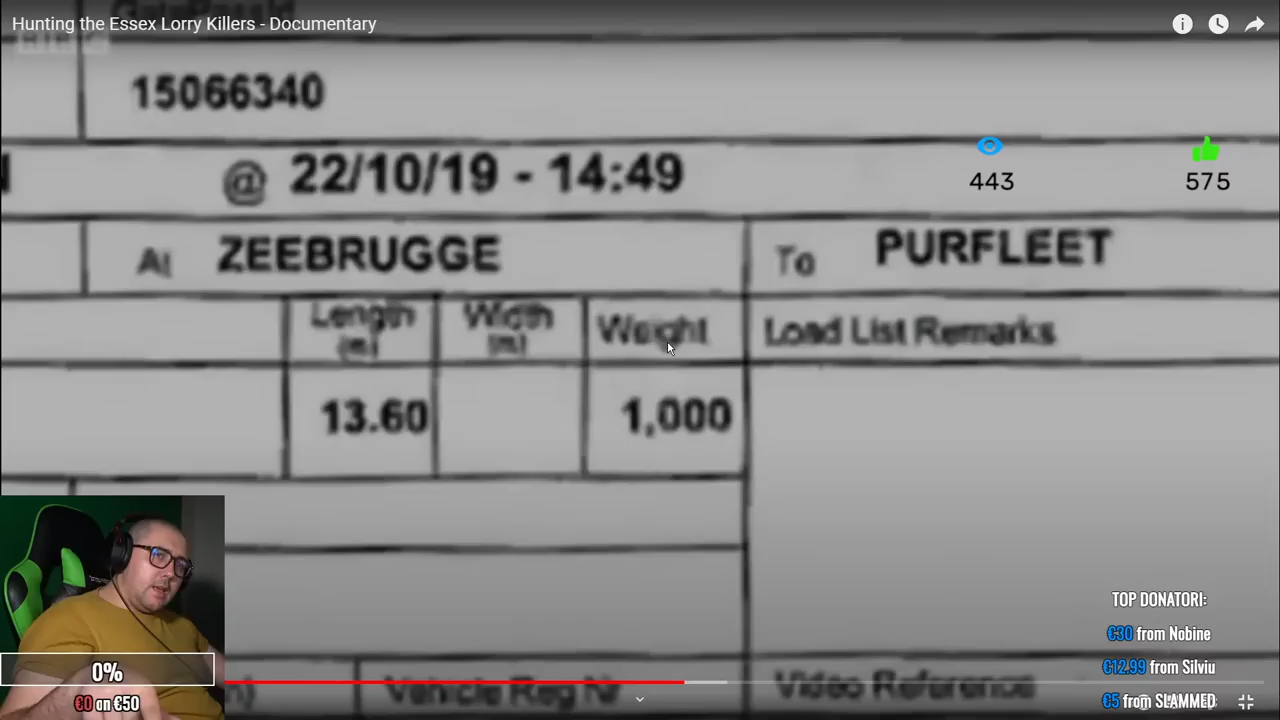 Hunting the Essex Lorry Killers - Documentary
15066340
@ 22/10/19 - 14:49
443
575
At ZEEBRUGGE
To PURFLEET
Length (m)
Width (m)
Weight
Load List Remarks
13.60
1,000
TOP DONATORI:
€30 from Nobine
€12.99 from Silviu
€5 from SLAMMED
0%
€0 an €50
Vehicle Reg Nr
Video Reference